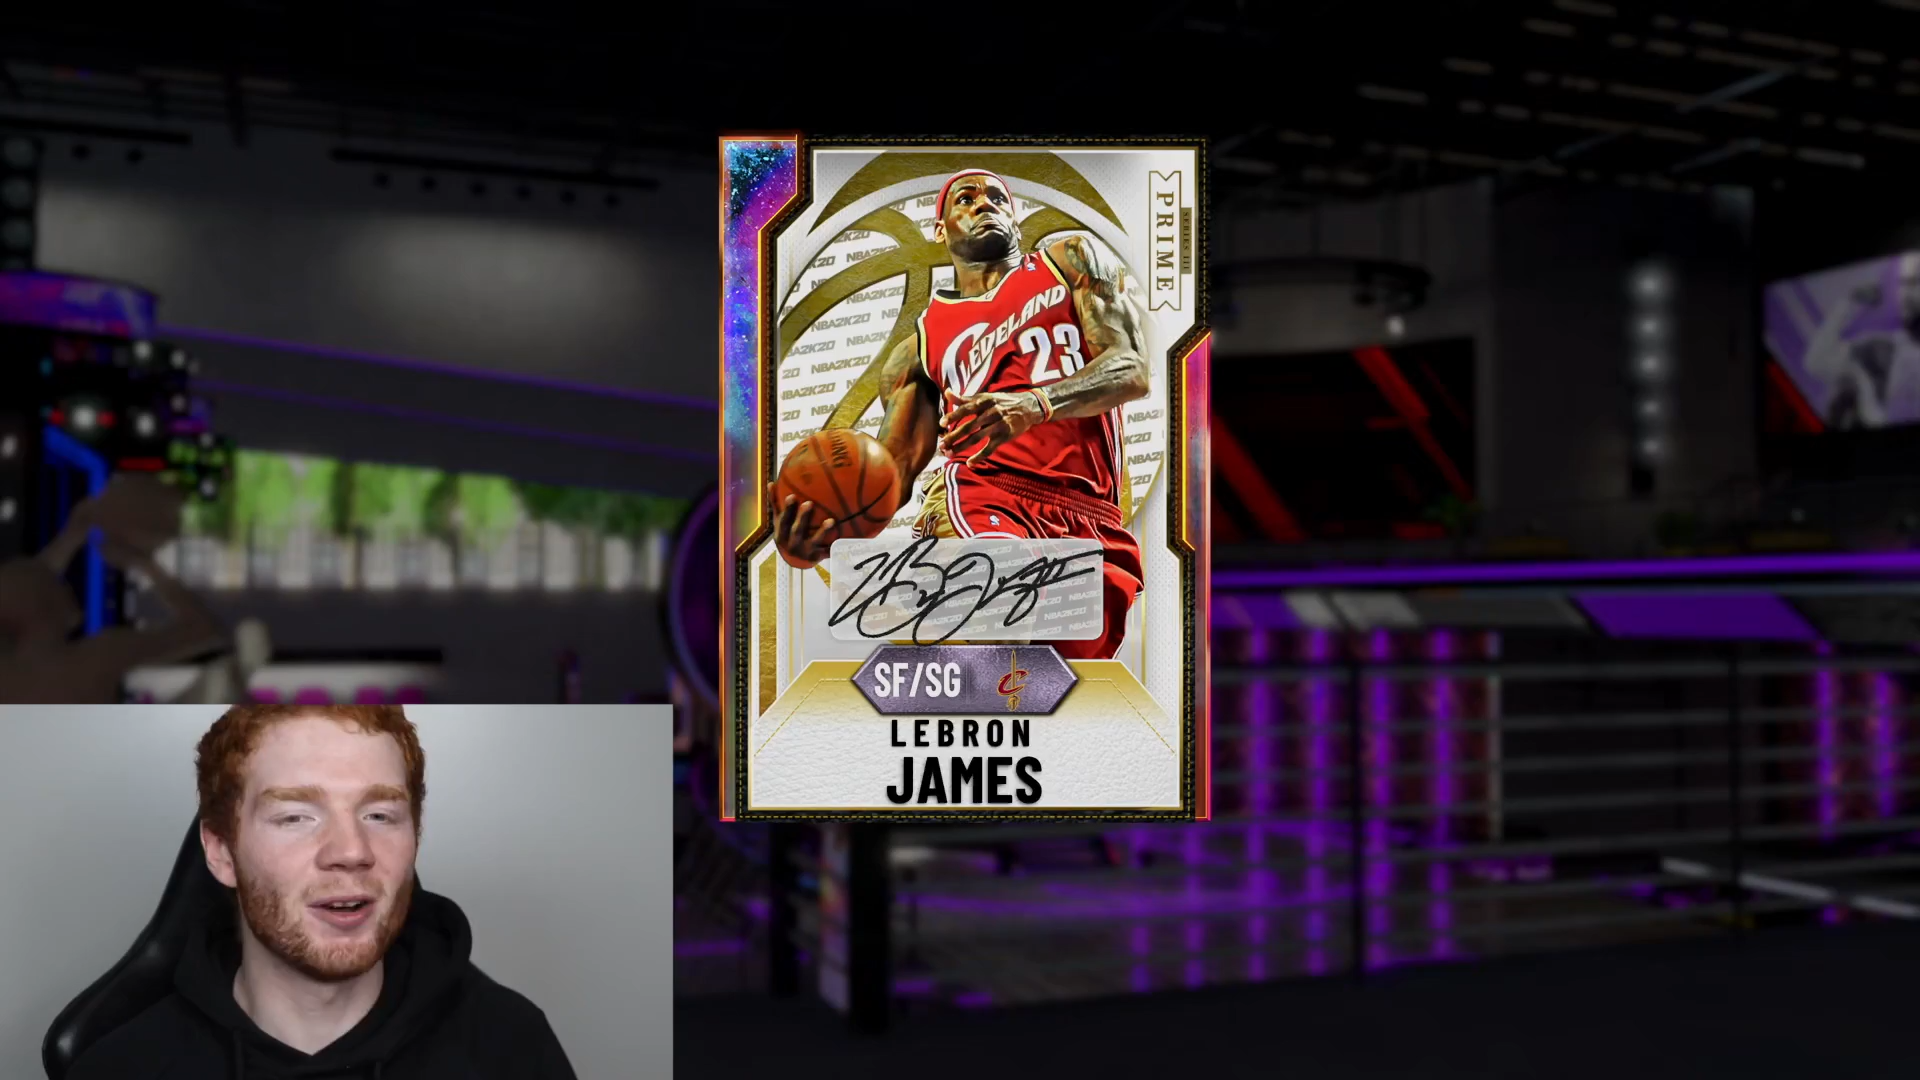 PRIME
SERIES III
NBA2K20
CLEVELAND
23
SF/SG
LEBRON
JAMES